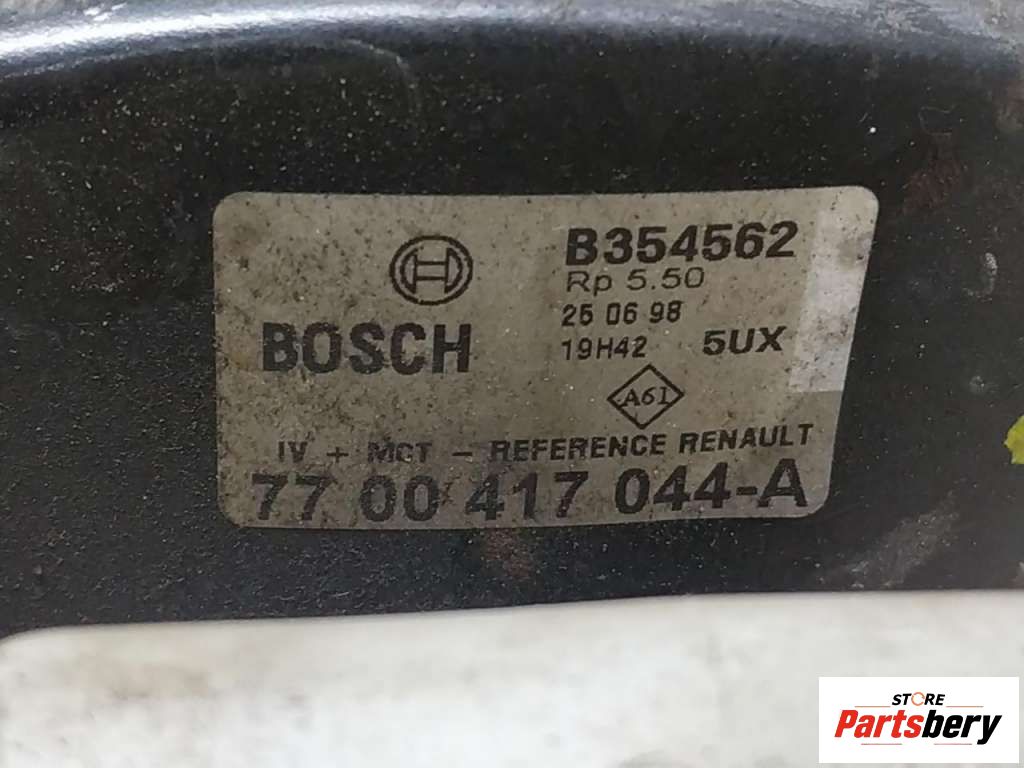 BOSCH
B354562
Rp 5.50
25 06 98
19H42 5UX
A61
IV + MCT - REFERENCE RENAULT
77 00 417 044-A
STORE
Partsbery